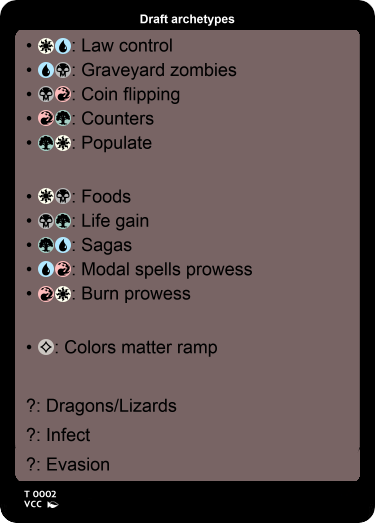 Draft archetypes
• : Law control
• : Graveyard zombies
• : Coin flipping
• : Counters
• : Populate
• : Foods
• : Life gain
• : Sagas
• : Modal spells prowess
• : Burn prowess
• : Colors matter ramp
?: Dragons/Lizards
?: Infect
?: Evasion
T 0002
VCC